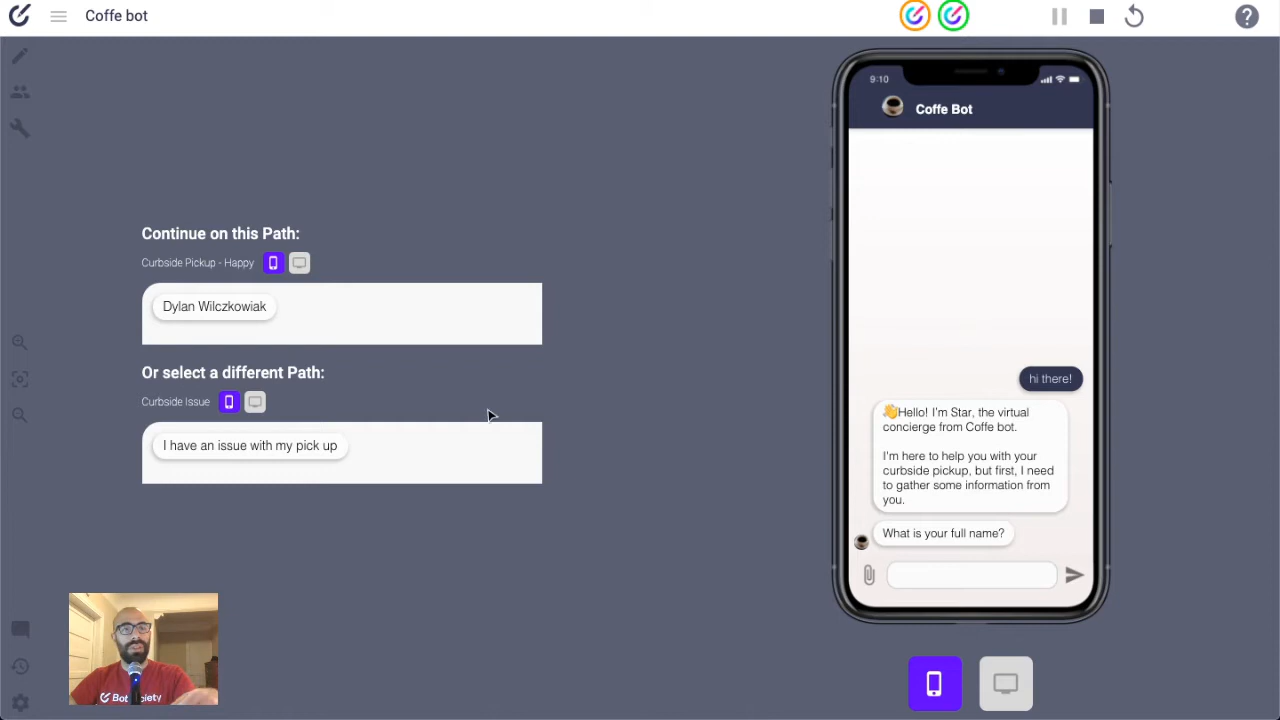 Coffe bot
9:10
Coffe Bot
Continue on this Path:
Curbside Pickup - Happy
Dylan Wilczkowiak
Or select a different Path:
Curbside Issue
I have an issue with my pick up
hi there!
👋Hello! I'm Star, the virtual
concierge from Coffe bot.
I'm here to help you with your
curbside pickup, but first, I need
to gather some information from
you.
What is your full name?
Botsociety